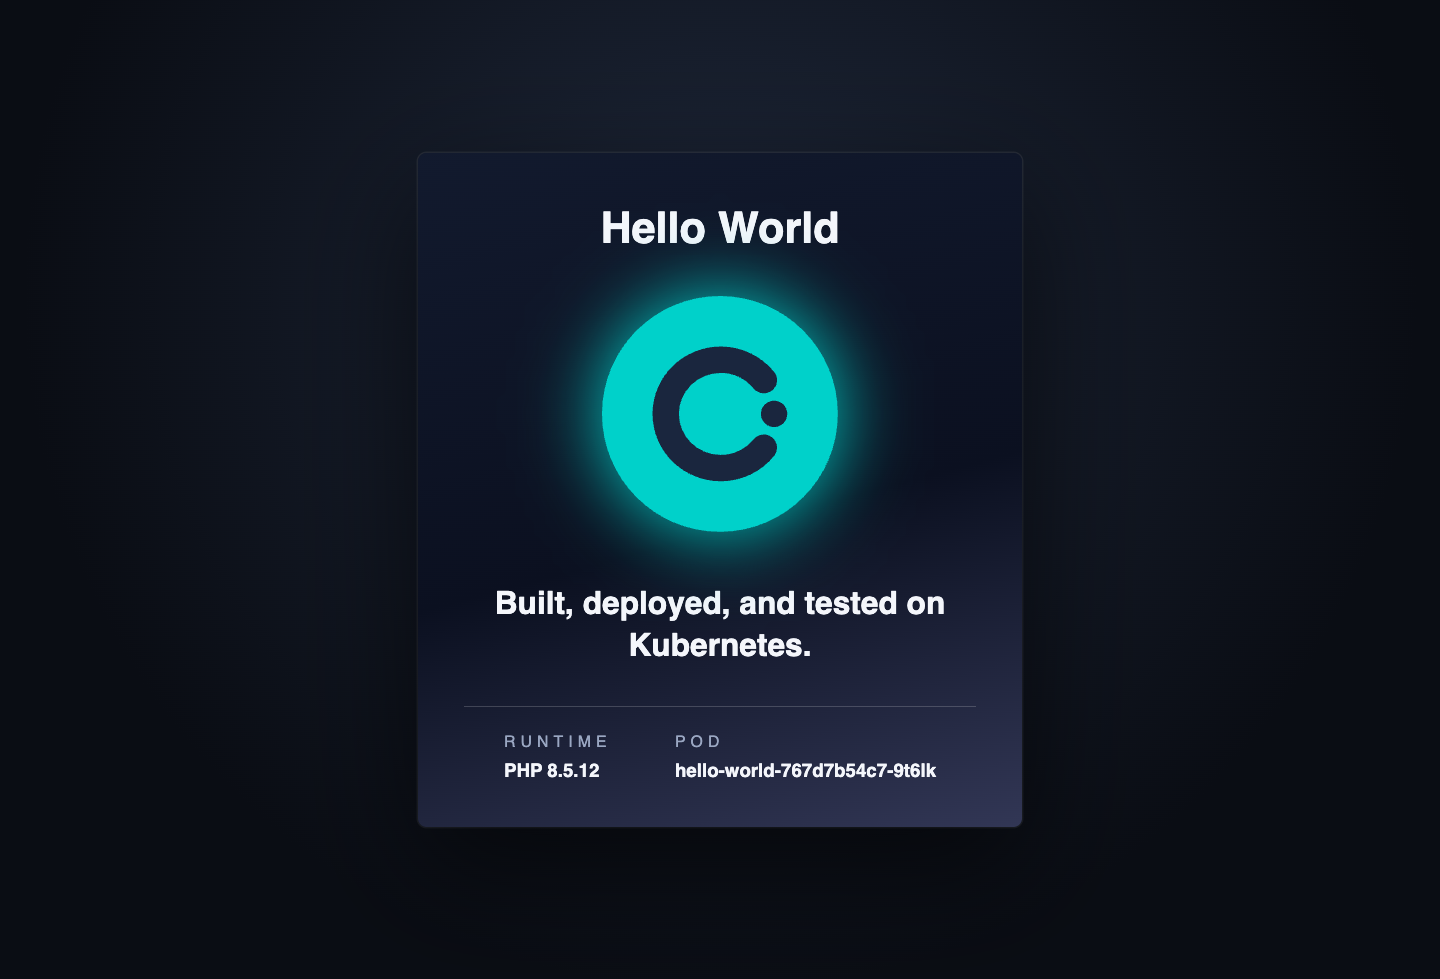 Hello World
Built, deployed, and tested on
Kubernetes.
RUNTIME
PHP 8.5.12
POD
hello-world-767d7b54c7-9t6lk